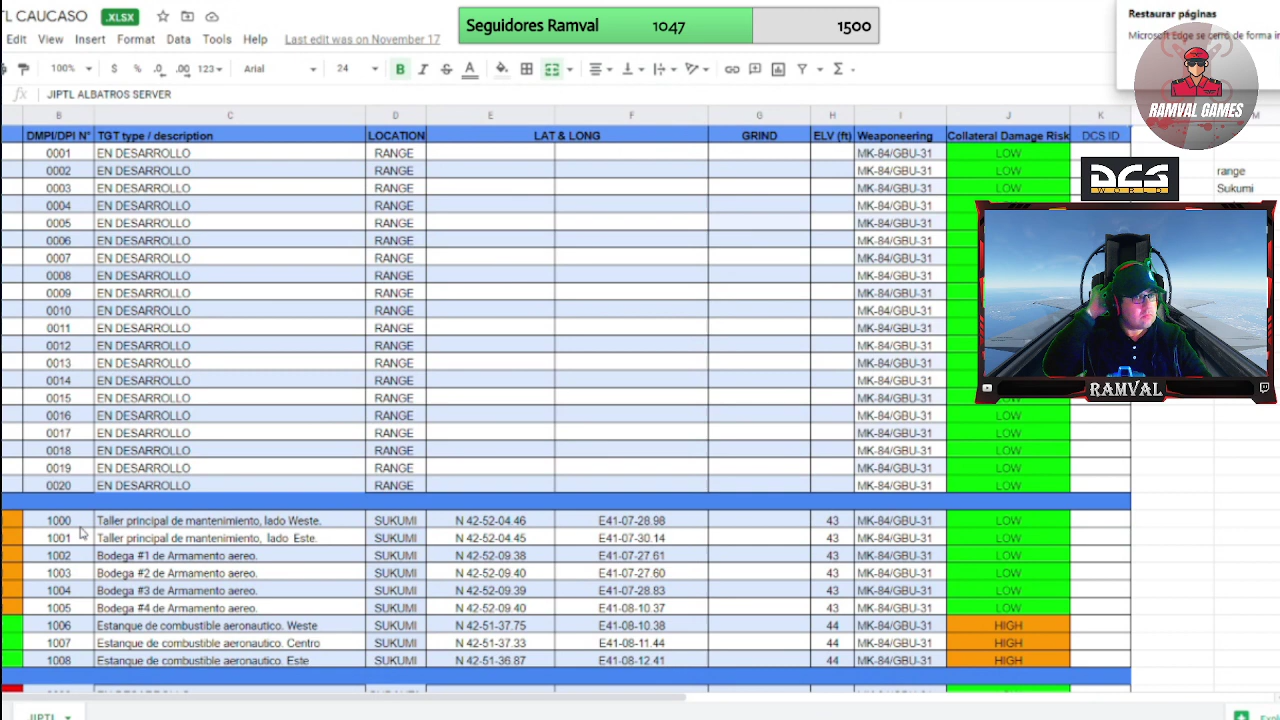 TL CAUCASO .XLSX
Seguidores Ramval 1047 1500
Restaurar páginas
Microsoft Edge se cerró de forma in
Edit View Insert Format Data Tools Help Last edit was on November 17
100% $ % .0 .00 123 Arial 24 B I S A
fx JIPTL ALBATROS SERVER
RAMVAL GAMES
B C D E F G H I J K M
DMPI/DPI N° TGT type / description LOCATION LAT & LONG GRIND ELV (ft) Weaponeering Collateral Damage Risk DCS ID
0001 EN DESARROLLO RANGE MK-84/GBU-31 LOW
0002 EN DESARROLLO RANGE MK-84/GBU-31 LOW range
0003 EN DESARROLLO RANGE MK-84/GBU-31 LOW Sukumi
DCS WORLD
0004 EN DESARROLLO RANGE MK-84/GBU-31
0005 EN DESARROLLO RANGE MK-84/GBU-31
0006 EN DESARROLLO RANGE MK-84/GBU-31
0007 EN DESARROLLO RANGE MK-84/GBU-31
0008 EN DESARROLLO RANGE MK-84/GBU-31
0009 EN DESARROLLO RANGE MK-84/GBU-31
0010 EN DESARROLLO RANGE MK-84/GBU-31
0011 EN DESARROLLO RANGE MK-84/GBU-31
0012 EN DESARROLLO RANGE MK-84/GBU-31
0013 EN DESARROLLO RANGE MK-84/GBU-31
0014 EN DESARROLLO RANGE MK-84/GBU-31
0015 EN DESARROLLO RANGE MK-84/GBU-31 LOW
RAMVAL
0016 EN DESARROLLO RANGE MK-84/GBU-31 LOW
0017 EN DESARROLLO RANGE MK-84/GBU-31 LOW
0018 EN DESARROLLO RANGE MK-84/GBU-31 LOW
0019 EN DESARROLLO RANGE MK-84/GBU-31 LOW
0020 EN DESARROLLO RANGE MK-84/GBU-31 LOW
1000 Taller principal de mantenimiento, lado Weste. SUKUMI N 42-52-04.46 E41-07-28.98 43 MK-84/GBU-31 LOW
1001 Taller principal de mantenimiento, lado Este. SUKUMI N 42-52-04.45 E41-07-30.14 43 MK-84/GBU-31 LOW
1002 Bodega #1 de Armamento aereo. SUKUMI N 42-52-09.38 E41-07-27.61 43 MK-84/GBU-31 LOW
1003 Bodega #2 de Armamento aereo. SUKUMI N 42-52-09.40 E41-07-27.60 43 MK-84/GBU-31 LOW
1004 Bodega #3 de Armamento aereo. SUKUMI N 42-52-09.39 E41-07-28.83 43 MK-84/GBU-31 LOW
1005 Bodega #4 de Armamento aereo. SUKUMI N 42-52-09.40 E41-08-10.37 43 MK-84/GBU-31 LOW
1006 Estanque de combustible aeronautico. Weste SUKUMI N 42-51-37.75 E41-08-10.38 44 MK-84/GBU-31 HIGH
1007 Estanque de combustible aeronautico. Centro SUKUMI N 42-51-37.33 E41-08-11.44 44 MK-84/GBU-31 HIGH
1008 Estanque de combustible aeronautico. Este SUKUMI N 42-51-36.87 E41-08-12.41 44 MK-84/GBU-31 HIGH
JIPTL